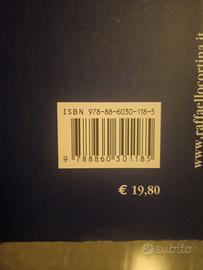 ISBN 978-88-6030-118-5
9 788860 301185
€ 19,80
www.raffaellocortina.it
subito